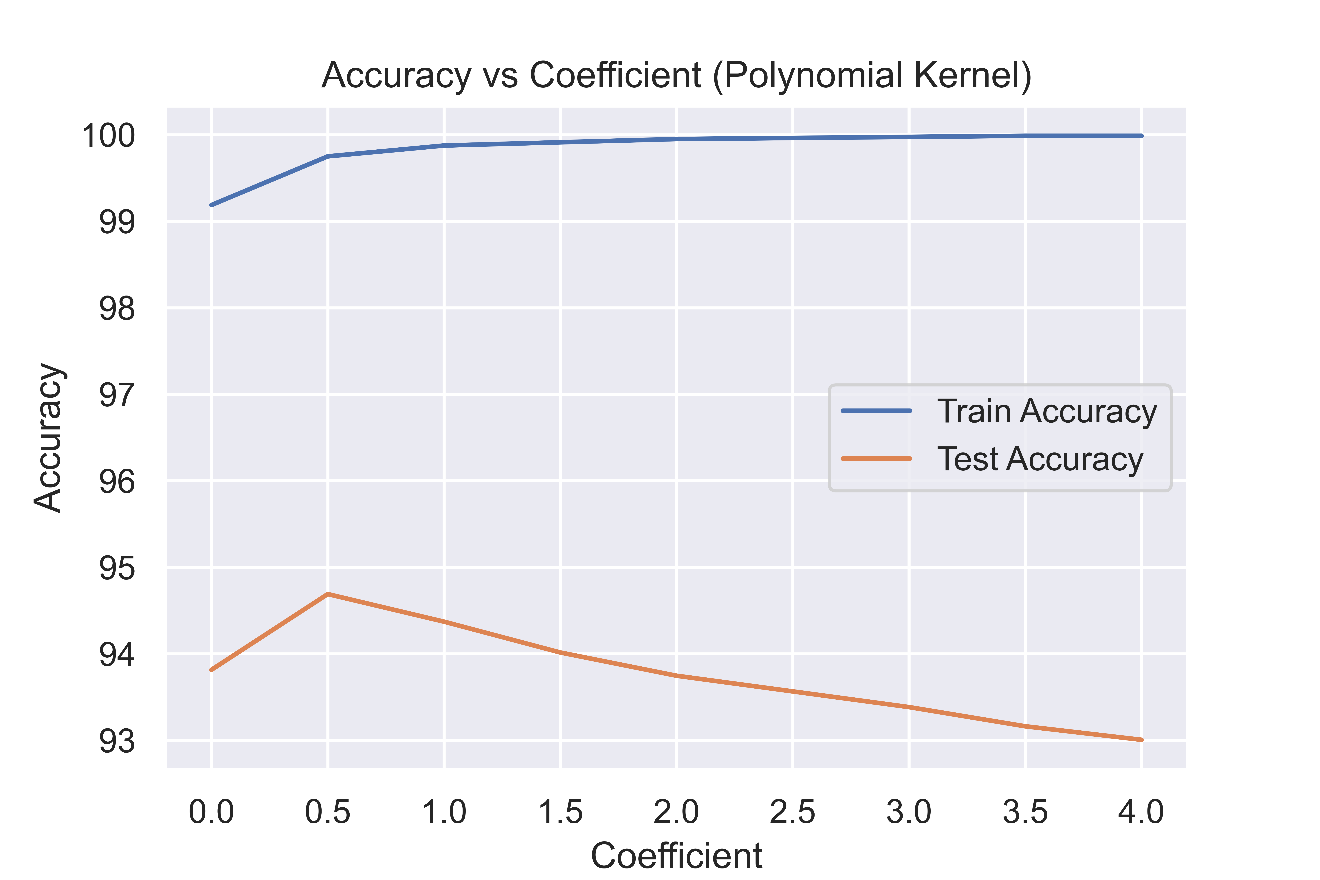 Accuracy vs Coefficient (Polynomial Kernel)
100
99
98
97
96
95
94
93
Accuracy
Train Accuracy
Test Accuracy
0.0 0.5 1.0 1.5 2.0 2.5 3.0 3.5 4.0
Coefficient